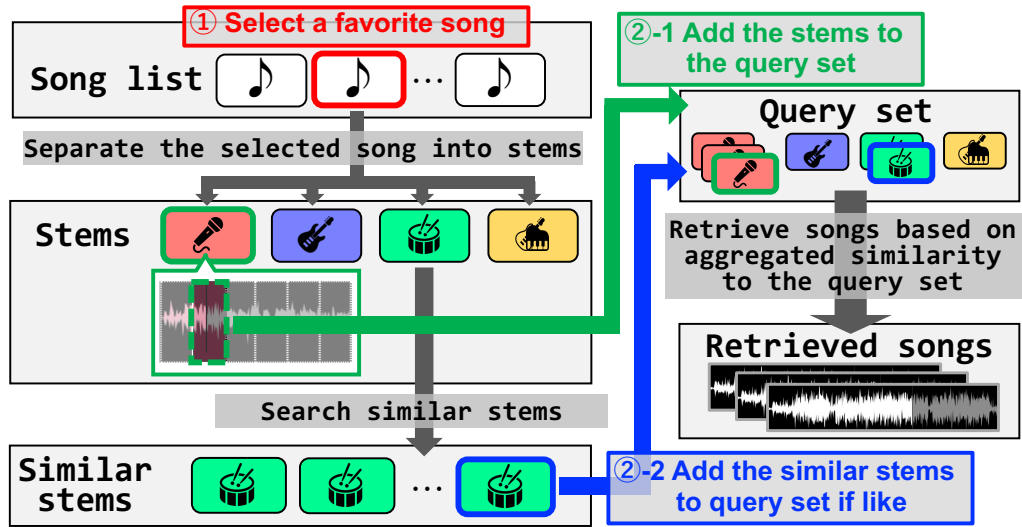 ① Select a favorite song
Song list
...
Separate the selected song into stems
Stems
Search similar stems
Similar
stems
...
②-1 Add the stems to
the query set
Query set
Retrieve songs based on
aggregated similarity
to the query set
Retrieved songs
②-2 Add the similar stems
to query set if like